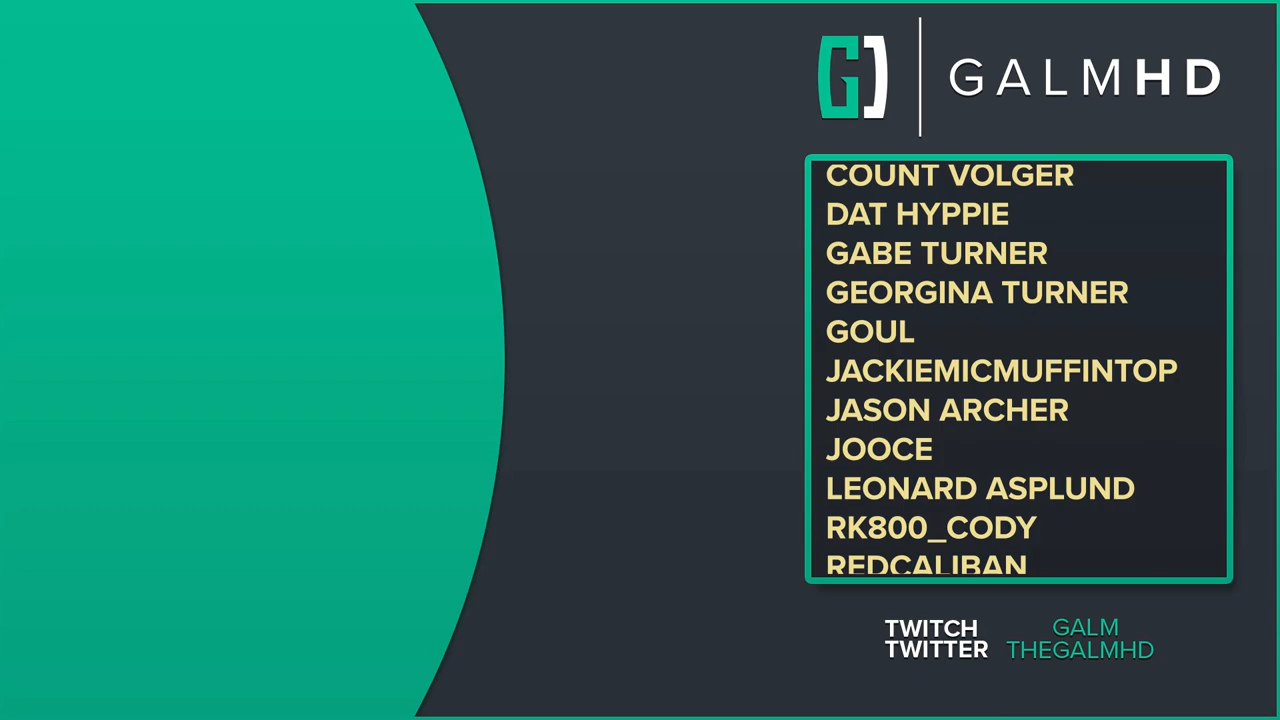 GALMHD
COUNT VOLGER
DAT HYPPIE
GABE TURNER
GEORGINA TURNER
GOUL
JACKIEMICMUFFINTOP
JASON ARCHER
JOOCE
LEONARD ASPLUND
RK800_CODY
REDCALIBAN
TWITCH GALM
TWITTER THEGALMHD